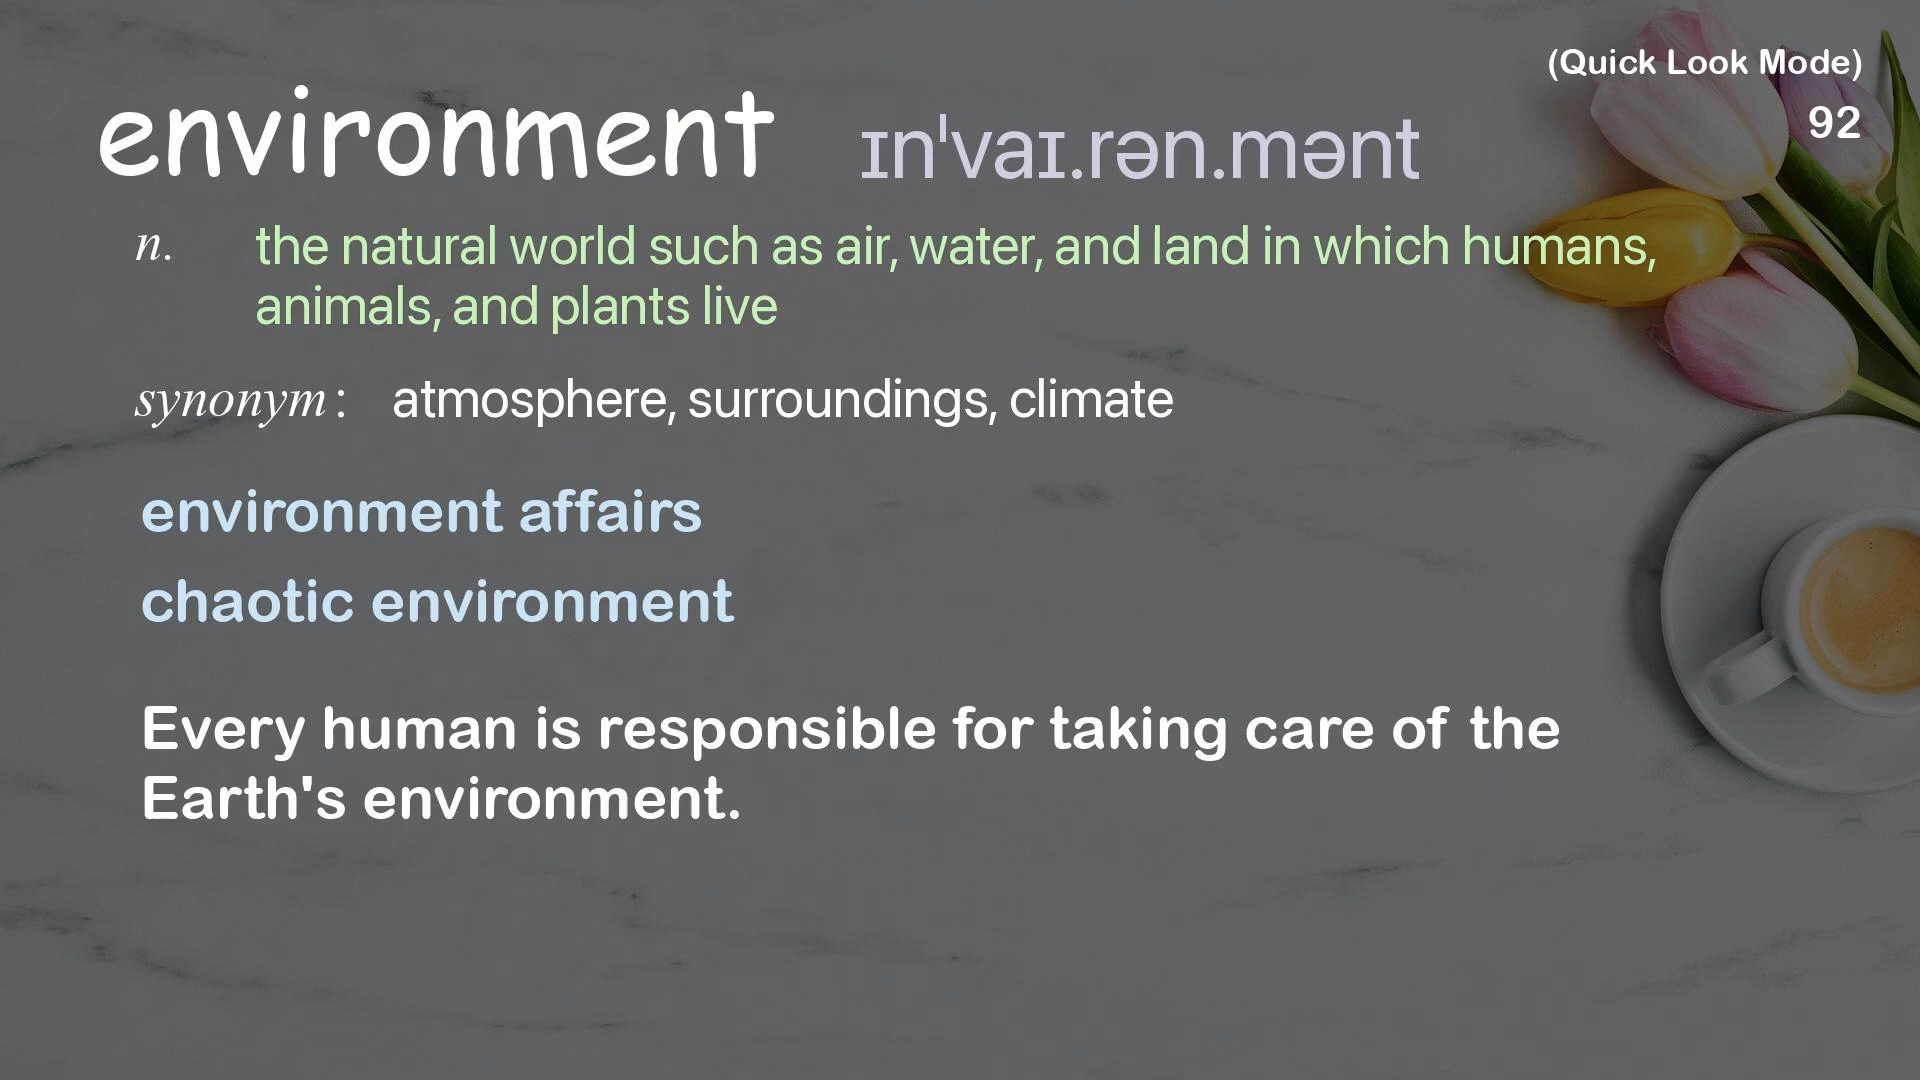 (Quick Look Mode)
92
environment ɪnˈvaɪ.rən.mənt
n. the natural world such as air, water, and land in which humans,
animals, and plants live
synonym: atmosphere, surroundings, climate
environment affairs
chaotic environment
Every human is responsible for taking care of the
Earth's environment.